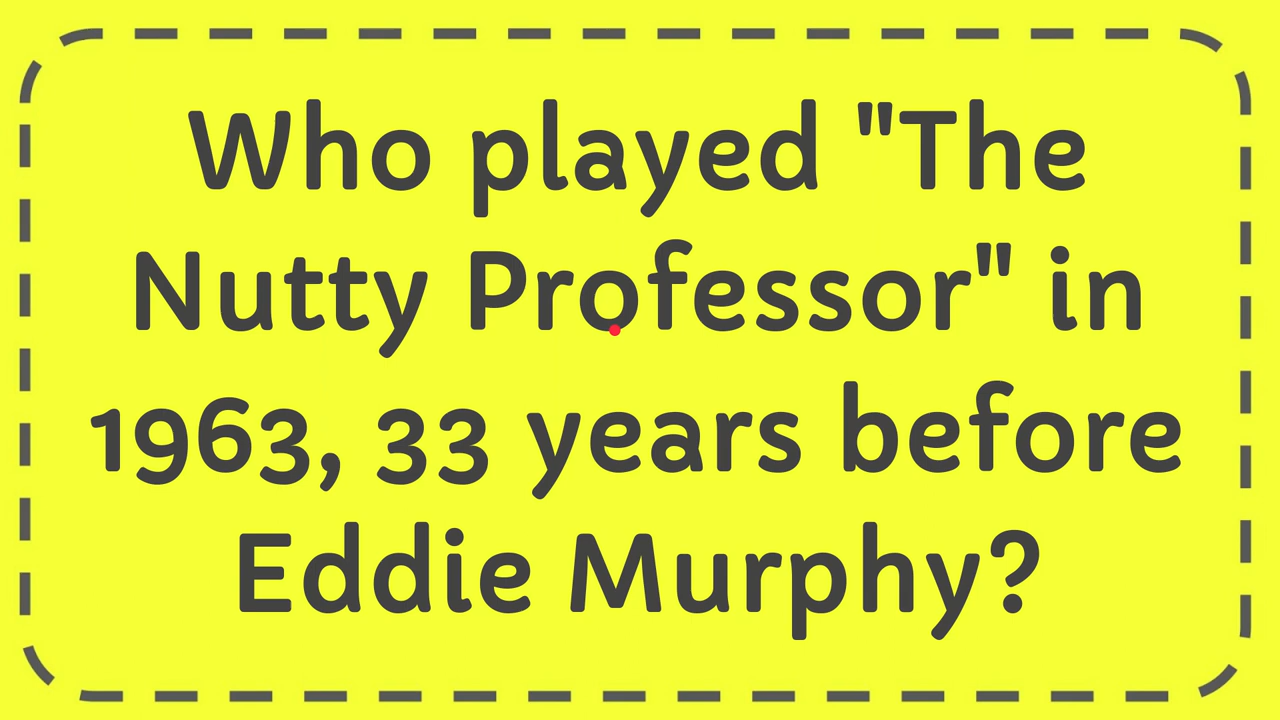 Who played "The
Nutty Professor" in
1963, 33 years before
Eddie Murphy?